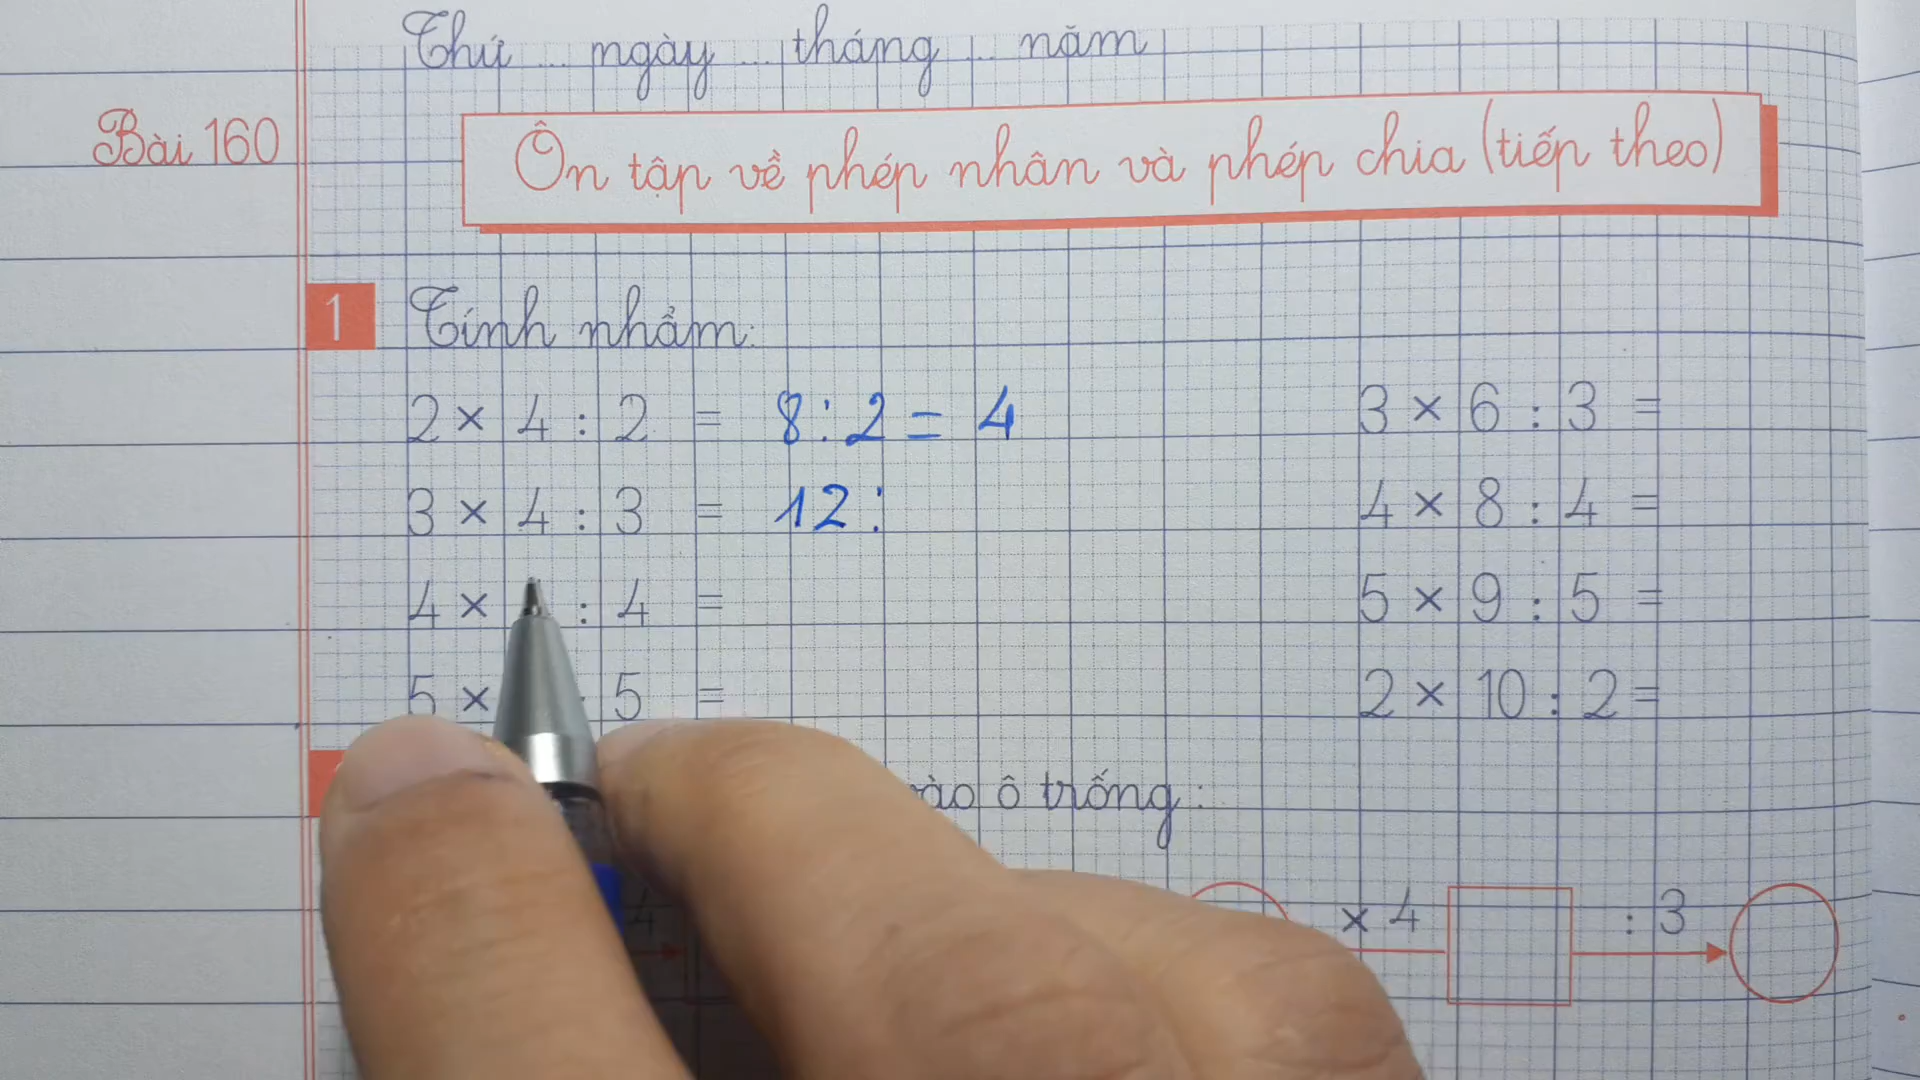 Thứ ... ngày ... tháng ... năm
Bài 160
Ôn tập về phép nhân và phép chia (tiếp theo)
1 Tính nhẩm:
2 × 4 : 2 = 8 : 2 = 4
3 × 6 : 3 =
3 × 4 : 3 = 12 :
4 × 8 : 4 =
4 × : 4 =
5 × 9 : 5 =
5 × : 5 =
2 × 10 : 2 =
ô trống :
4
× 4
: 3